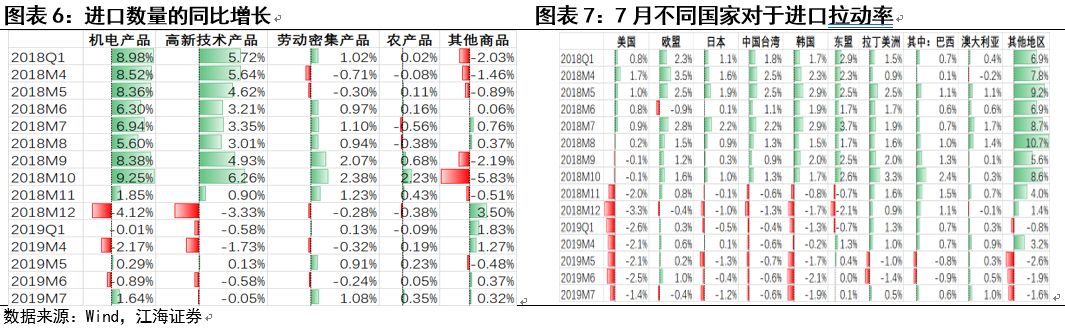 图表 6：进口数量的同比增长
机电产品 高新技术产品 劳动密集产品 农产品 其他商品
2018Q1 8.98% 5.72% 1.02% 0.02% -2.03%
2018M4 8.52% 5.64% -0.71% -0.08% -1.46%
2018M5 8.36% 4.62% -0.30% 0.11% -0.89%
2018M6 6.30% 3.21% 0.97% 0.16% 0.06%
2018M7 6.94% 3.35% 1.10% -0.56% 0.76%
2018M8 5.60% 3.01% 0.94% -0.38% 0.37%
2018M9 8.38% 4.93% 2.07% 0.68% -2.19%
2018M10 9.25% 6.26% 2.38% 2.23% -5.83%
2018M11 1.85% 0.90% 1.23% 0.43% -0.51%
2018M12 -4.12% -3.33% -0.28% -0.38% 3.50%
2019Q1 -0.01% -0.58% 0.13% -0.09% 1.83%
2019M4 -2.17% -1.73% -0.32% 0.19% 1.27%
2019M5 0.29% 0.13% 0.91% 0.23% -0.48%
2019M6 -0.89% -0.58% -0.24% 0.05% 0.37%
2019M7 1.64% -0.05% 1.08% 0.35% 0.32%
数据来源：Wind，江海证券
图表 7：7 月不同国家对于进口拉动率
美国 欧盟 日本 中国台湾 韩国 东盟 拉丁美洲 其中：巴西 澳大利亚 其他地区
2018Q1 0.8% 2.3% 1.1% 1.8% 1.7% 2.9% 1.5% 0.7% 0.4% 6.9%
2018M4 1.7% 3.5% 1.6% 2.5% 2.3% 2.3% 0.9% 0.1% -0.2% 7.8%
2018M5 1.0% 2.5% 1.9% 2.5% 2.9% 2.5% 2.5% 1.1% 1.1% 9.2%
2018M6 0.8% -0.9% 0.1% 1.1% 1.9% 1.7% 1.7% 0.6% 0.6% 6.9%
2018M7 0.9% 2.8% 2.2% 2.2% 2.9% 3.7% 1.9% 0.7% 1.7% 8.7%
2018M8 0.2% 1.5% 0.9% 1.3% 1.5% 1.7% 1.6% 1.0% 1.4% 10.7%
2018M9 -0.1% 1.2% 0.3% 0.9% 2.0% 2.5% 2.0% 1.3% 0.1% 5.6%
2018M10 -0.1% 1.6% 1.0% 1.3% 1.7% 2.6% 3.3% 2.4% 0.3% 8.6%
2018M11 -2.0% 0.8% -0.1% -0.6% -0.8% -0.7% 1.6% 1.5% 0.7% 4.0%
2018M12 -3.3% -0.4% -1.0% -1.3% -1.7% -2.1% 0.9% 1.1% -0.1% 1.4%
2019Q1 -2.6% 0.3% -0.5% -0.4% -1.3% -0.7% 1.3% 0.7% 0.3% -0.8%
2019M4 -2.1% 0.6% 0.1% -0.6% -0.2% 1.3% 1.0% 0.7% 0.9% 3.2%
2019M5 -2.1% 0.2% -1.3% -0.7% -1.7% 0.1% -1.0% -0.8% 0.3% -2.6%
2019M6 -2.5% 1.0% -0.4% -0.6% -2.1% 0.0% -1.4% -0.9% 0.6% -1.9%
2019M7 -1.4% -0.4% -1.2% -0.6% -1.9% 0.1% 0.5% 0.6% 1.0% -1.6%